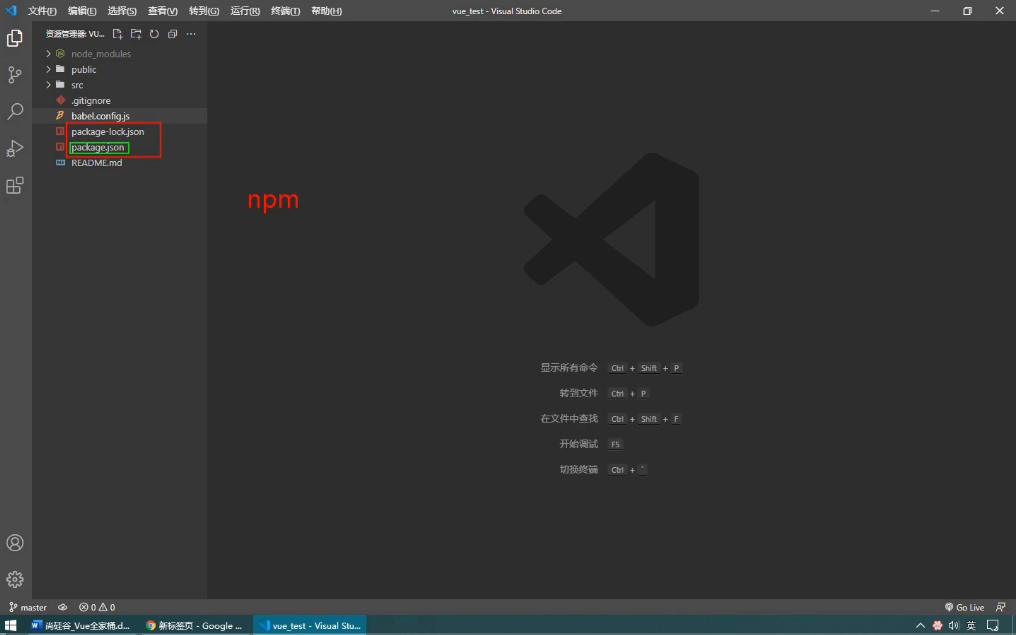 文件(F) 编辑(E) 选择(S) 查看(V) 转到(G) 运行(R) 终端(T) 帮助(H) vue_test - Visual Studio Code
资源管理器: VU...
node_modules
public
src
.gitignore
babel.config.js
package-lock.json
package.json
README.md
npm
显示所有命令 Ctrl + Shift + P
转到文件 Ctrl + P
在文件中查找 Ctrl + Shift + F
开始调试 F5
切换终端 Ctrl + `
master 0 0 Go Live
尚硅谷_Vue全家桶.d... 新标签页 - Google ... vue_test - Visual Stu... 英